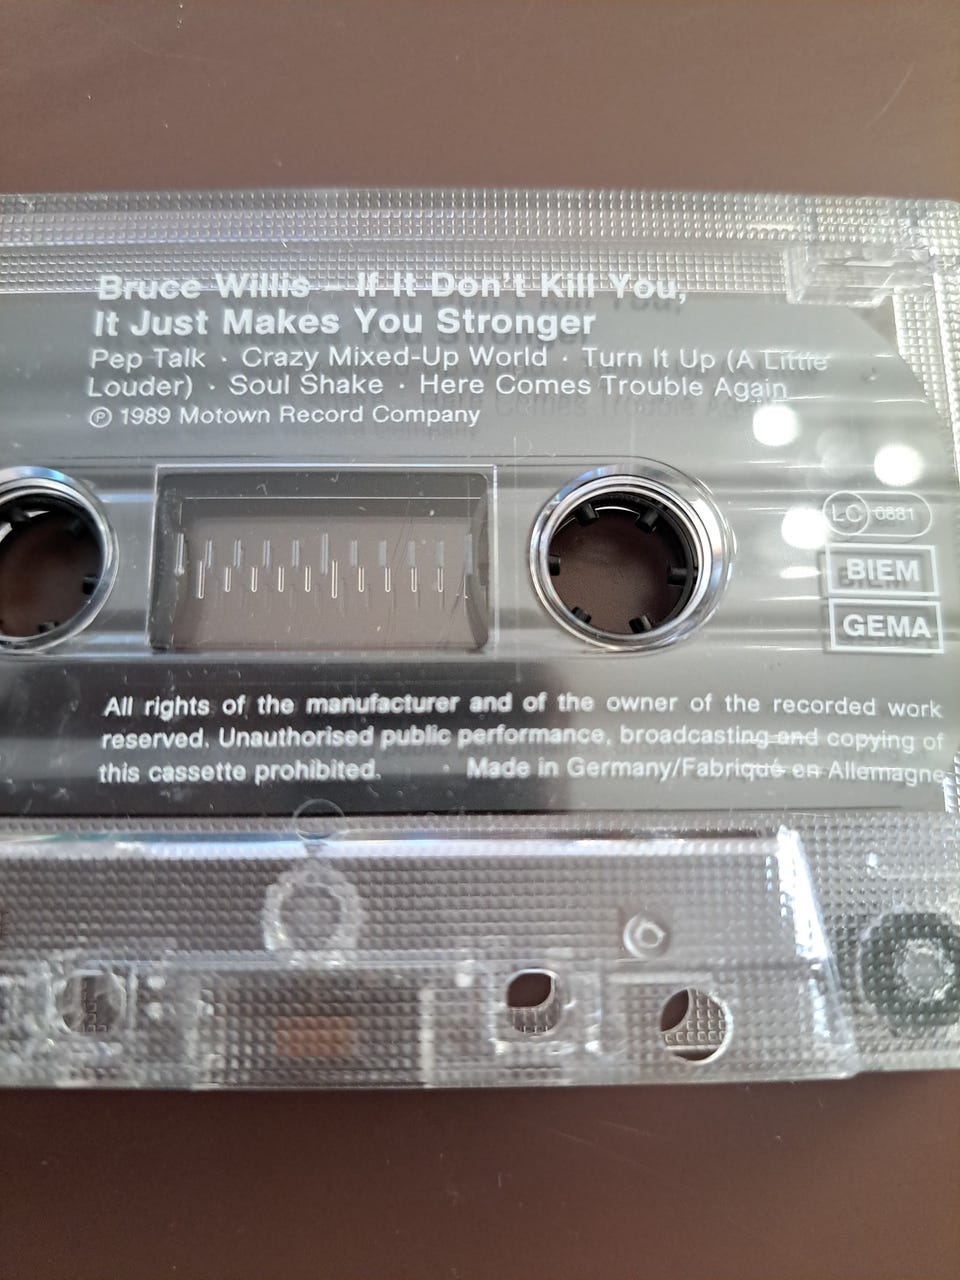 Bruce Willis – If It Don't Kill You,
It Just Makes You Stronger
Pep Talk · Crazy Mixed-Up World · Turn It Up (A Little
Louder) · Soul Shake · Here Comes Trouble Again
℗ 1989 Motown Record Company
LC 0881
BIEM
GEMA
All rights of the manufacturer and of the owner of the recorded work
reserved. Unauthorised public performance, broadcasting and copying of
this cassette prohibited. · Made in Germany/Fabriqué en Allemagne